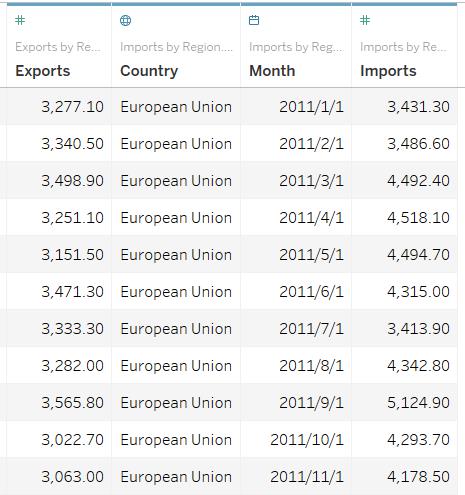 # # #
Exports by Re... Imports by Region.... Imports by Reg... Imports by Re...
Exports Country Month Imports
3,277.10 European Union 2011/1/1 3,431.30
3,340.50 European Union 2011/2/1 3,486.60
3,498.90 European Union 2011/3/1 4,492.40
3,251.10 European Union 2011/4/1 4,518.10
3,151.50 European Union 2011/5/1 4,494.70
3,471.30 European Union 2011/6/1 4,315.00
3,333.30 European Union 2011/7/1 3,413.90
3,282.00 European Union 2011/8/1 4,342.80
3,565.80 European Union 2011/9/1 5,124.90
3,022.70 European Union 2011/10/1 4,293.70
3,063.00 European Union 2011/11/1 4,178.50